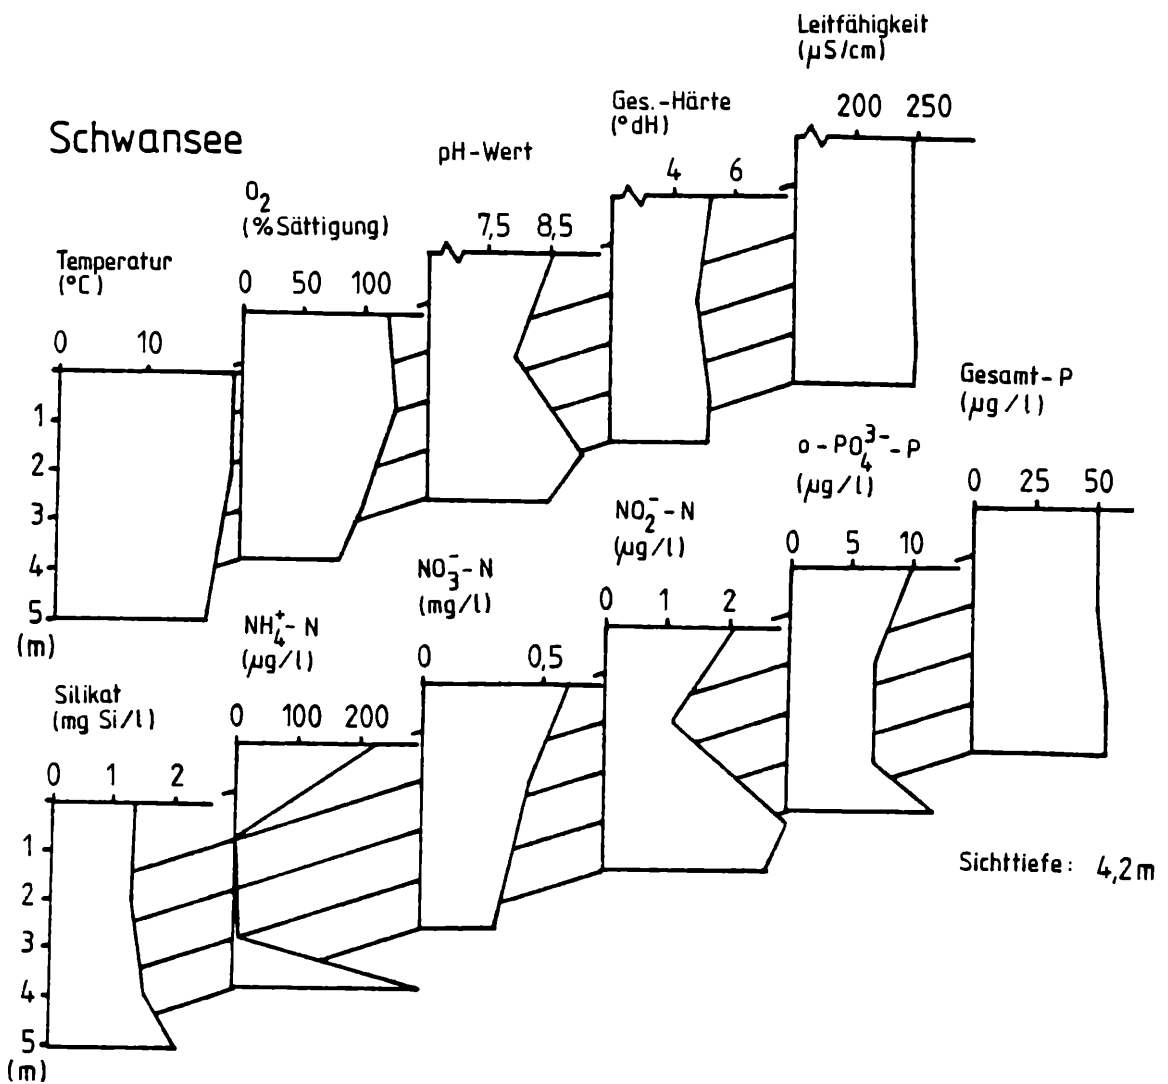 Schwansee
Leitfähigkeit
(µS/cm)
200 250
Ges.-Härte
(°dH)
4 6
pH-Wert
7,5 8,5
O2
(%Sättigung)
0 50 100
Temperatur
(°C)
0 10
1
2
3
4
5
(m)
Gesamt-P
(µg/l)
0 25 50
o-PO4^3--P
(µg/l)
0 5 10
NO2^--N
(µg/l)
0 1 2
NO3^--N
(mg/l)
0 0,5
NH4^+-N
(µg/l)
0 100 200
Silikat
(mg Si/l)
0 1 2
1
2
3
4
5
(m)
Sichttiefe: 4,2m